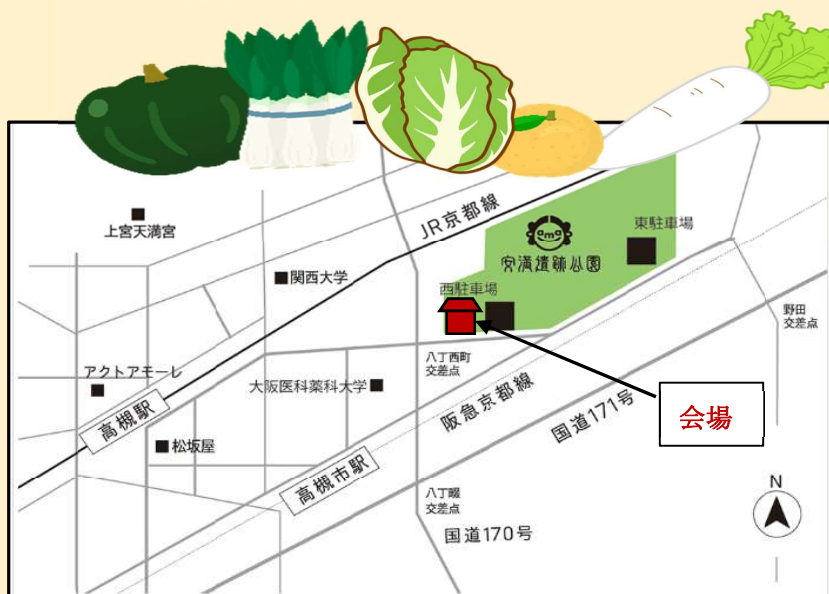 上宮天満宮
JR京都線
東駐車場
安満遺跡公園
関西大学
西駐車場
野田
交差点
八丁西町
交差点
アクトアモーレ
大阪医科薬科大学
阪急京都線
国道171号
会場
高槻駅
松坂屋
高槻市駅
八丁畷
交差点
国道170号
N